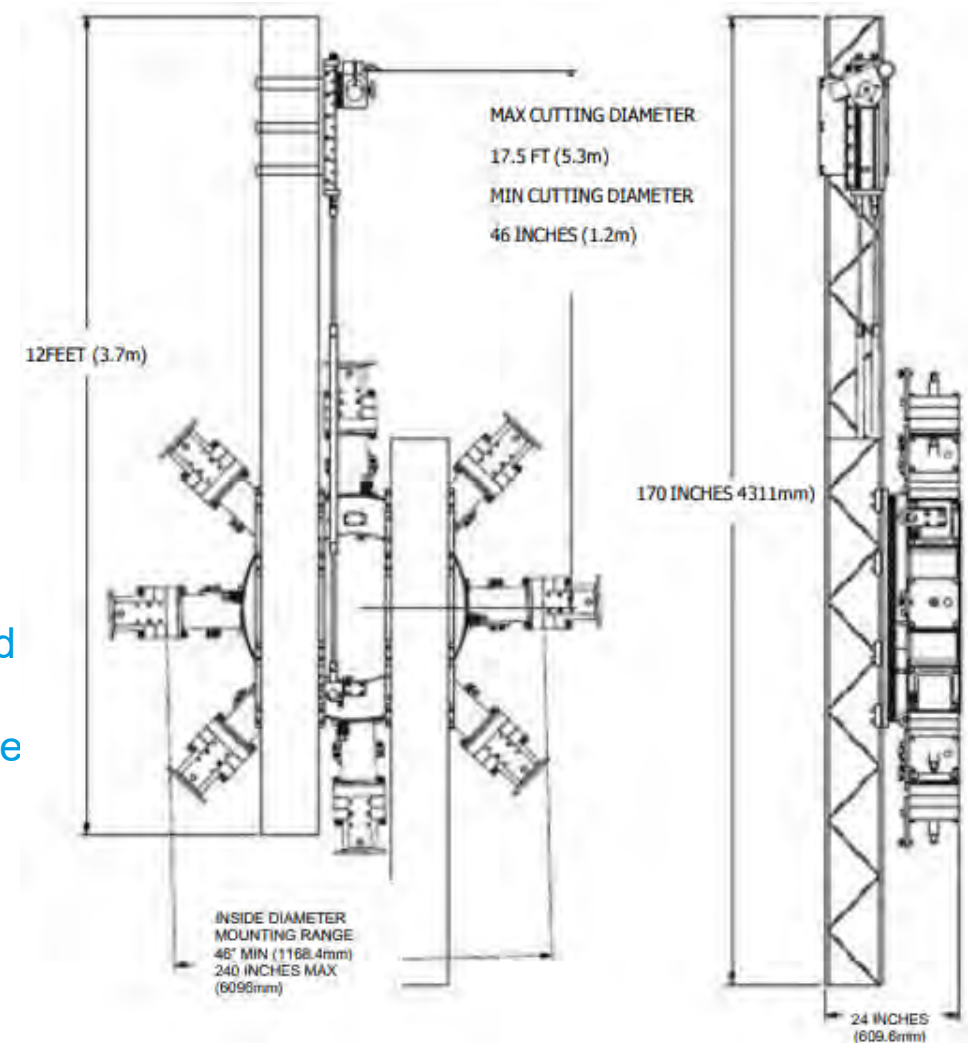 MAX CUTTING DIAMETER
17.5 FT (5.3m)
MIN CUTTING DIAMETER
46 INCHES (1.2m)
12FEET (3.7m)
170 INCHES 4311mm)
d
e
INSIDE DIAMETER
MOUNTING RANGE
46" MIN (1168.4mm)
240 INCHES MAX
(6096mm)
24 INCHES
(609.6mm)